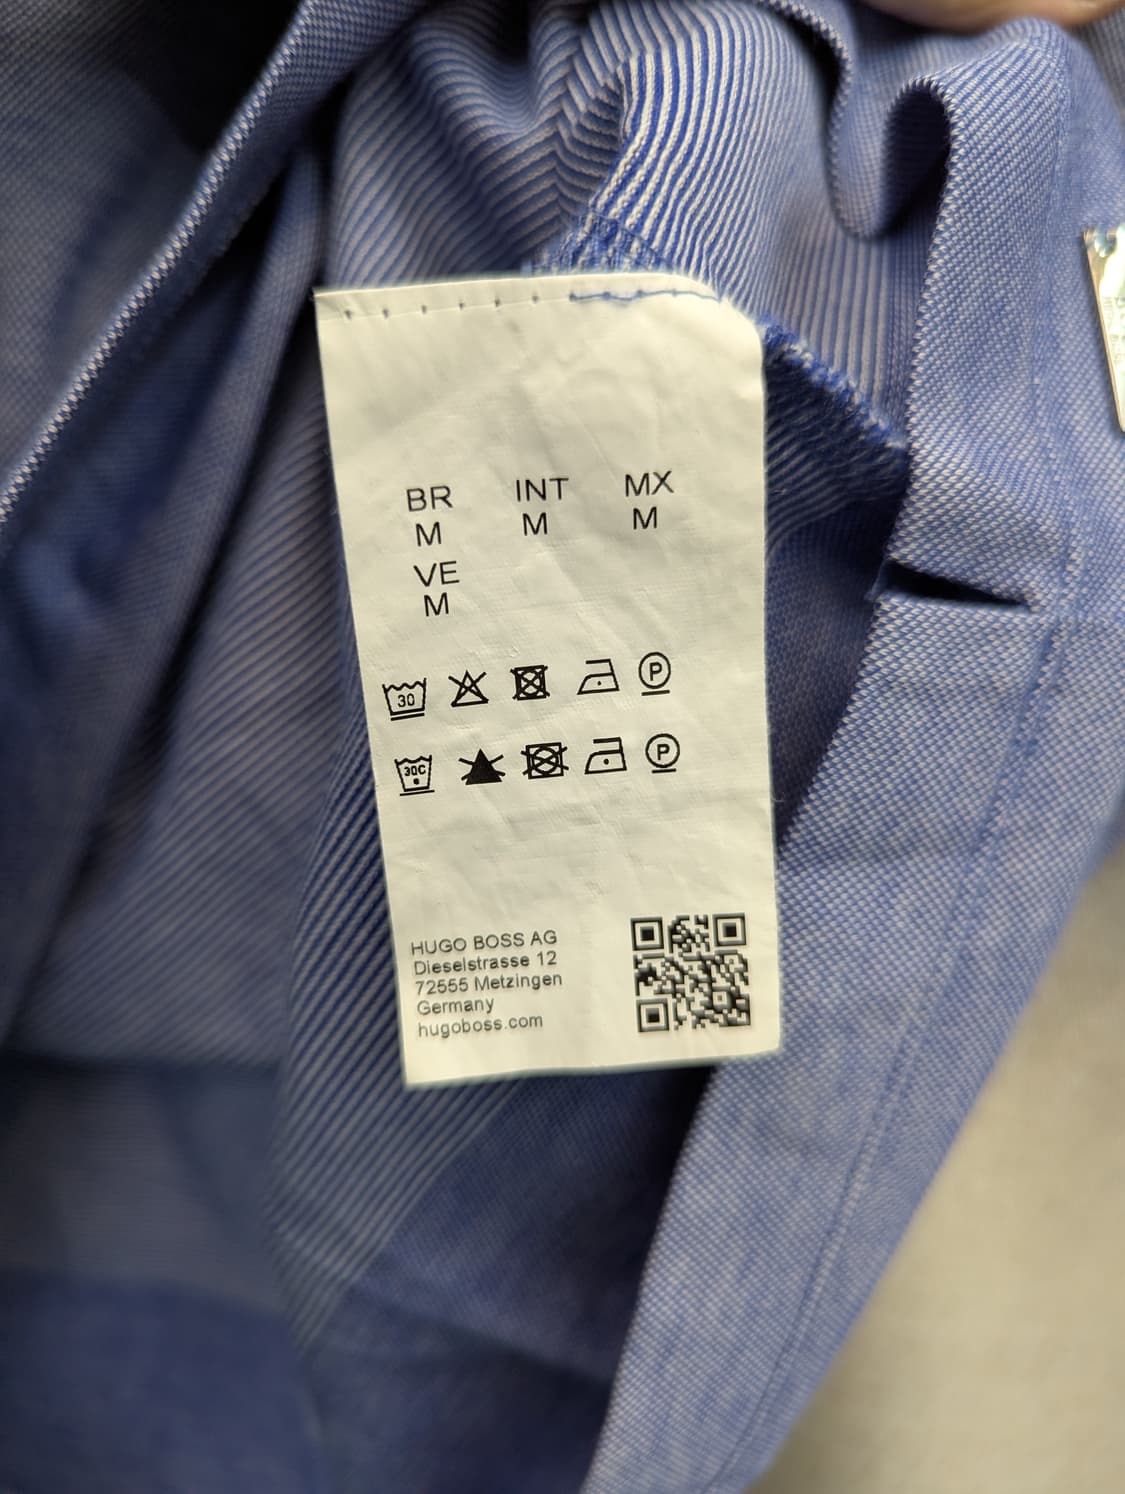 BR INT MX
M M M
VE
M
30 P
30C P
HUGO BOSS AG
Dieselstrasse 12
72555 Metzingen
Germany
hugoboss.com